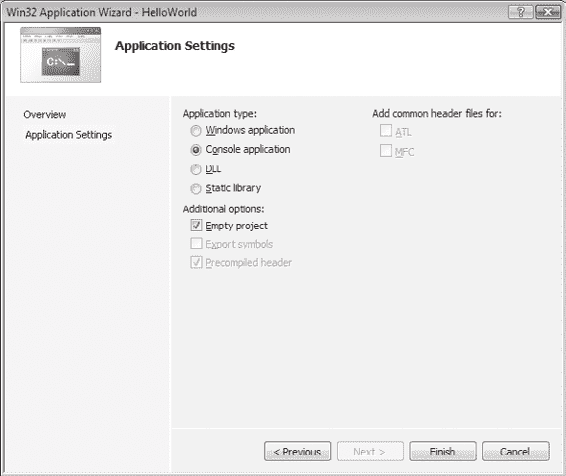 Win32 Application Wizard - HelloWorld
C:\_
Application Settings
Overview
Application Settings
Application type:
Windows application
Console application
DLL
Static library
Additional options:
Empty project
Export symbols
Precompiled header
Add common header files for:
ATL
MFC
< Previous
Next >
Finish
Cancel